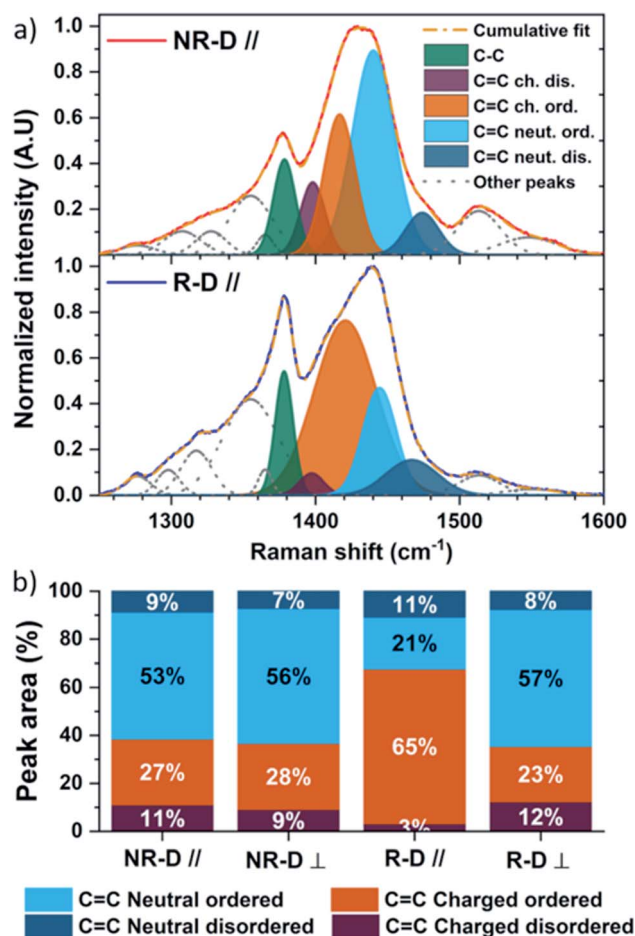 a)
NR-D //
Cumulative fit
C-C
C=C ch. dis.
C=C ch. ord.
C=C neut. ord.
C=C neut. dis.
Other peaks
1.0
0.8
0.6
0.4
0.2
R-D //
1.0
0.8
0.6
0.4
0.2
0.0
Normalized intensity (A.U)
1300 1400 1500 1600
Raman shift (cm⁻¹)
b)
Peak area (%)
100
80
60
40
20
0
9% 7% 11% 8%
53% 56% 21% 57%
27% 28% 65% 23%
11% 9% 3% 12%
NR-D // NR-D ⊥ R-D // R-D ⊥
C=C Neutral ordered C=C Charged ordered
C=C Neutral disordered C=C Charged disordered